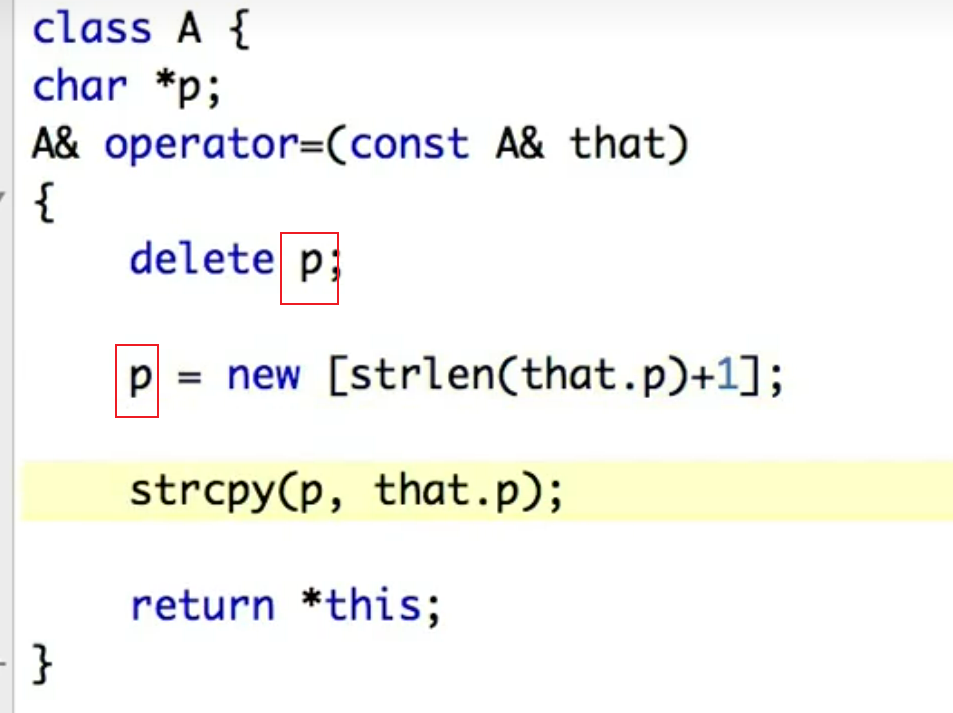 class A {
char *p;
A& operator=(const A& that)
{
delete p;
p = new [strlen(that.p)+1];
strcpy(p, that.p);
return *this;
}